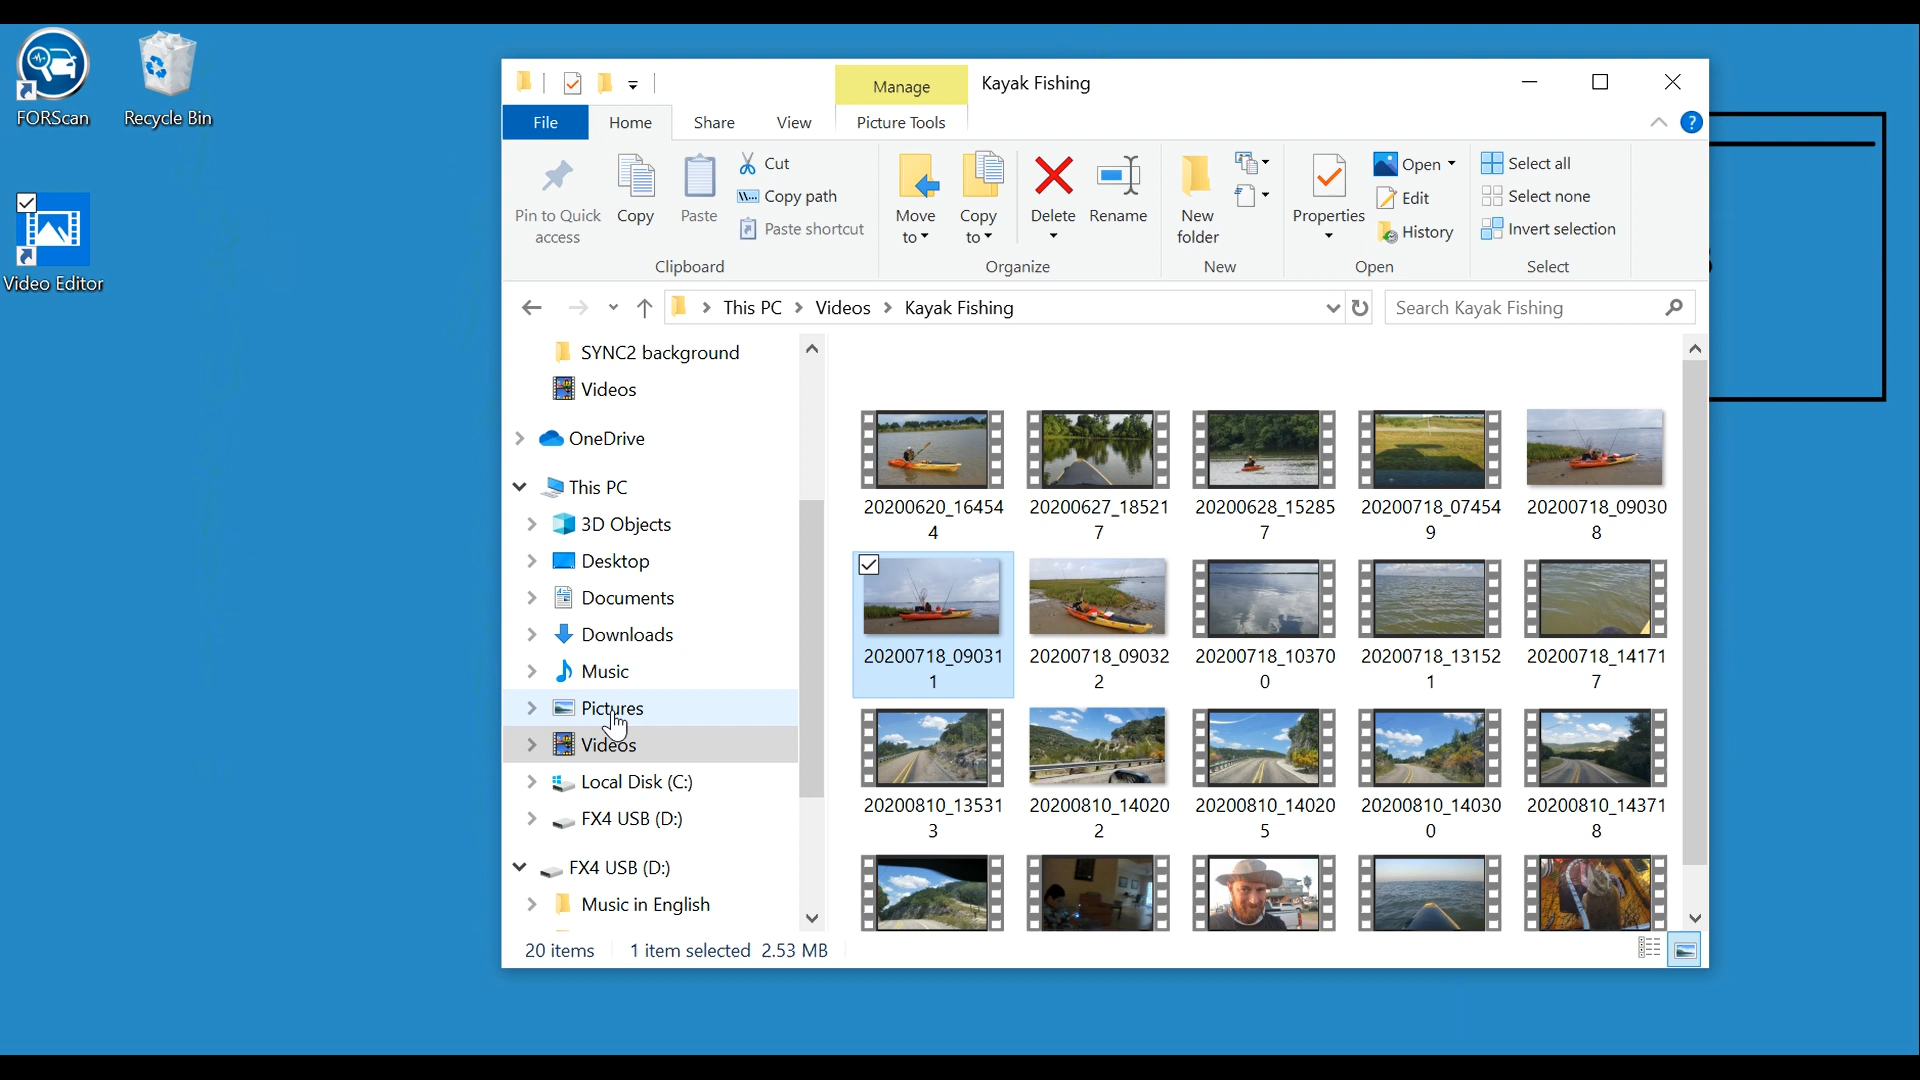 FORScan
Recycle Bin
Video Editor
Manage
Kayak Fishing
File
Home
Share
View
Picture Tools
Pin to Quick access
Copy
Paste
Cut
Copy path
Paste shortcut
Clipboard
Move to
Copy to
Delete
Rename
Organize
New folder
New
Properties
Open
Edit
History
Open
Select all
Select none
Invert selection
Select
This PC > Videos > Kayak Fishing
Search Kayak Fishing
SYNC2 background
Videos
OneDrive
This PC
3D Objects
Desktop
Documents
Downloads
Music
Pictures
Videos
Local Disk (C:)
FX4 USB (D:)
FX4 USB (D:)
Music in English
20200620_164544
20200627_185217
20200628_152857
20200718_074549
20200718_090308
20200718_090311
20200718_090322
20200718_103700
20200718_131521
20200718_141717
20200810_135313
20200810_140202
20200810_140205
20200810_140300
20200810_143718
20 items
1 item selected 2.53 MB